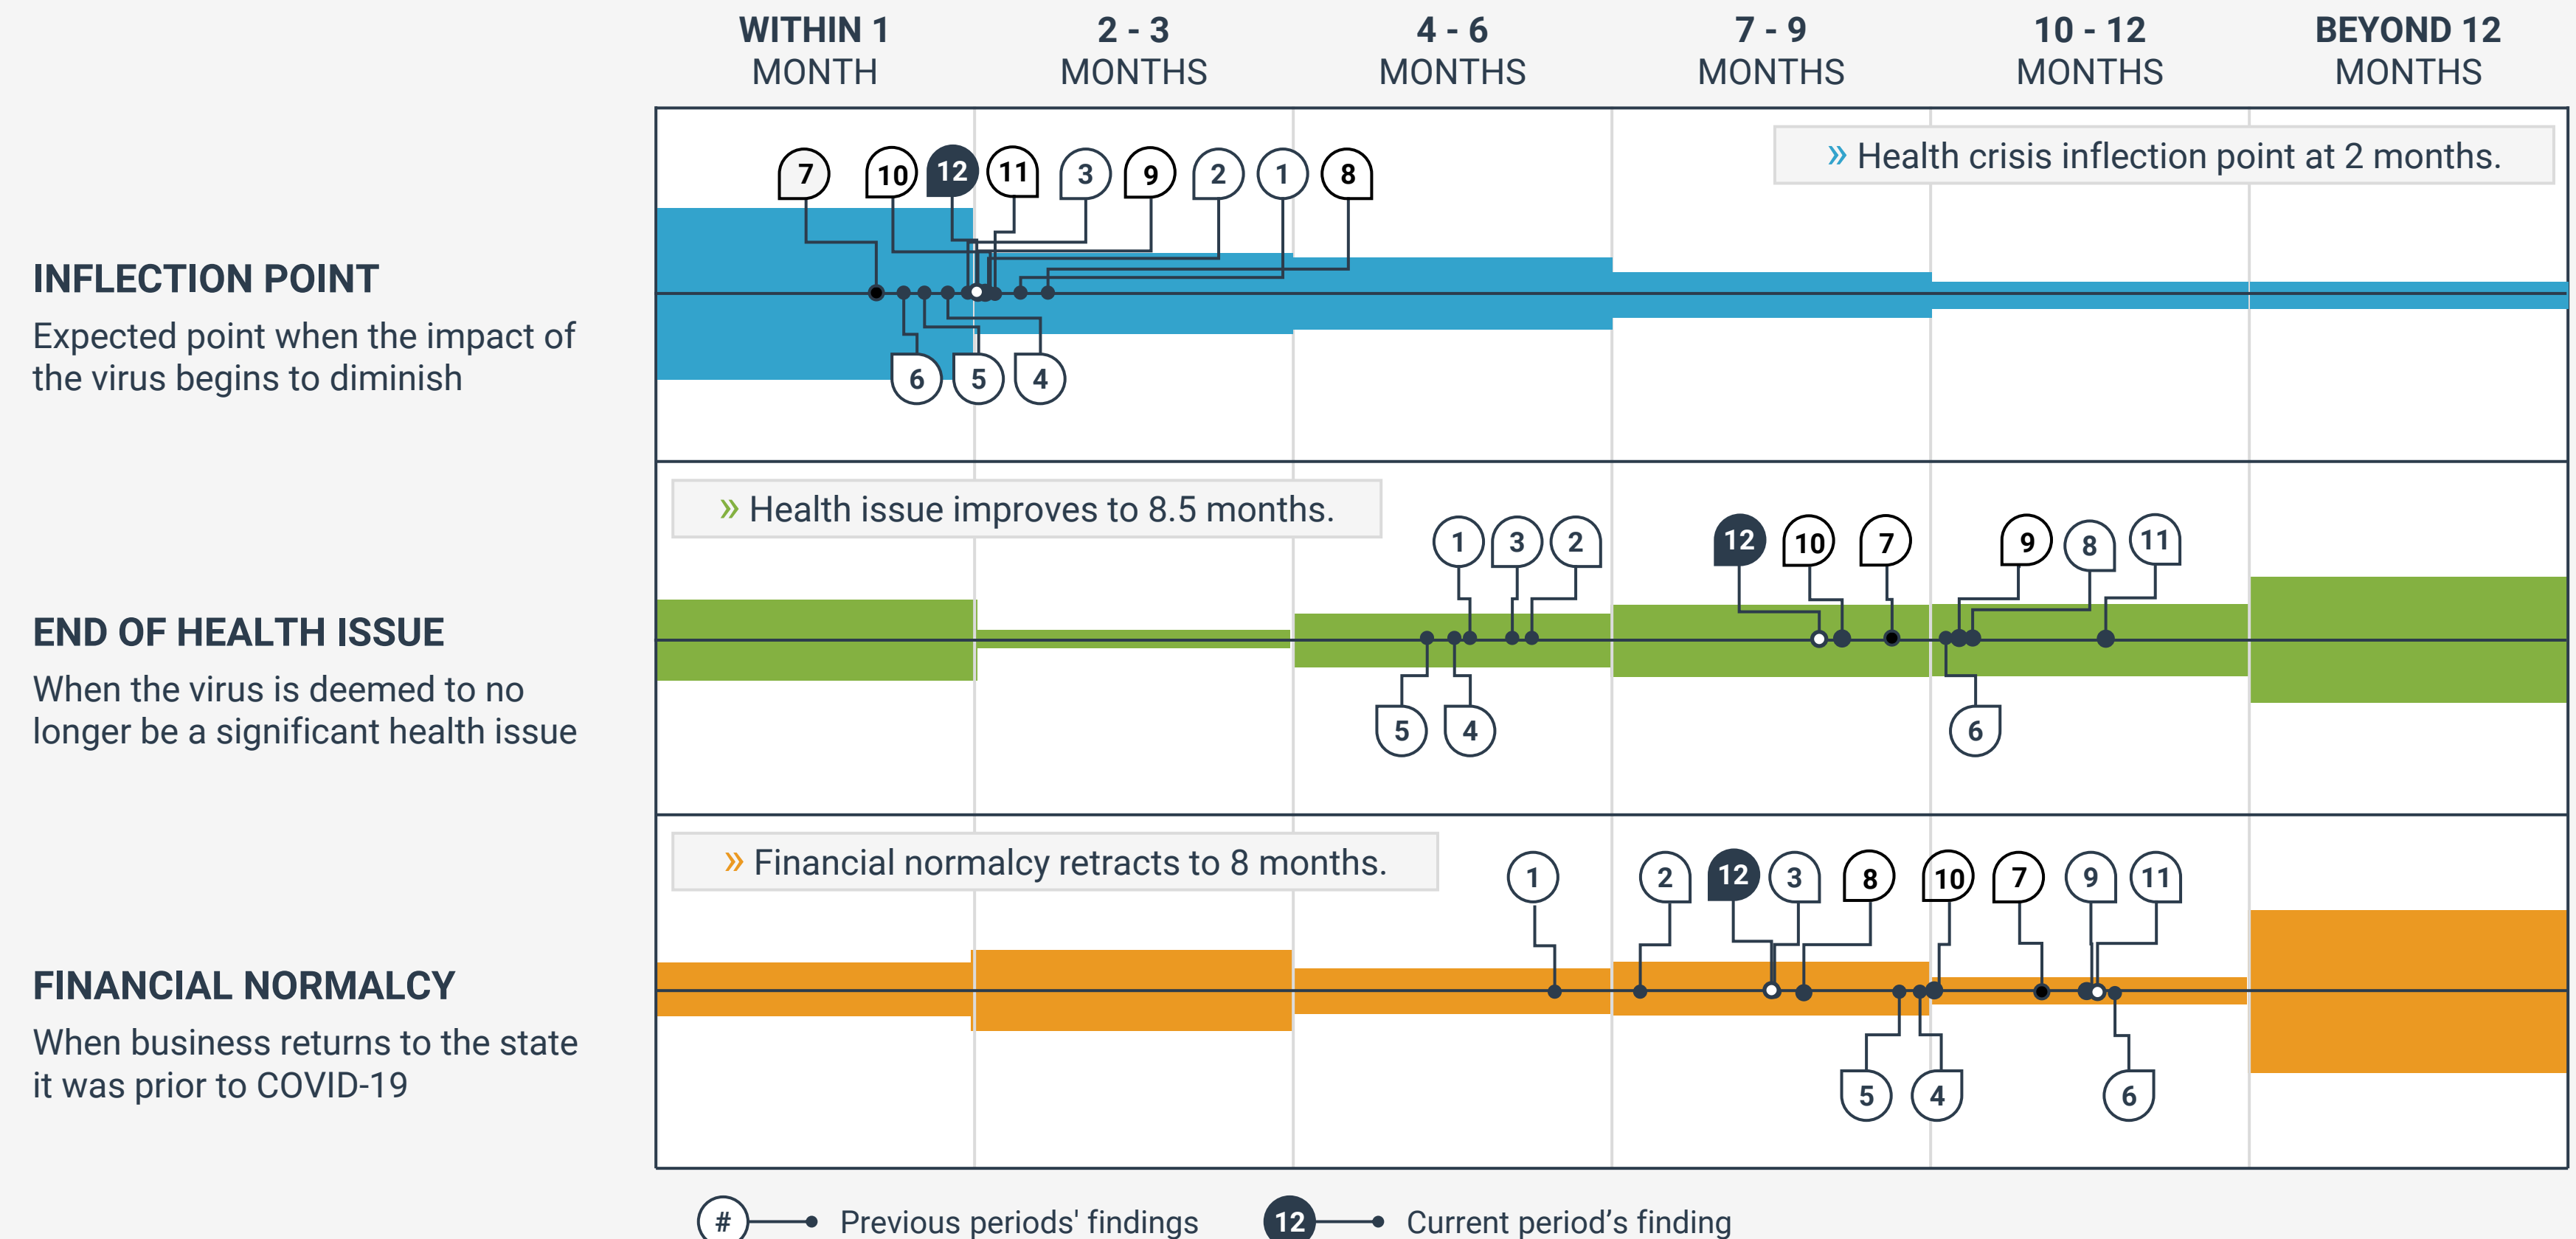 WITHIN 1 MONTH
2 - 3 MONTHS
4 - 6 MONTHS
7 - 9 MONTHS
10 - 12 MONTHS
BEYOND 12 MONTHS
» Health crisis inflection point at 2 months.
7 10 12 11 3 9 2 1 8
INFLECTION POINT
Expected point when the impact of
the virus begins to diminish
6 5 4
» Health issue improves to 8.5 months.
1 3 2 12 10 7 9 8 11
END OF HEALTH ISSUE
When the virus is deemed to no
longer be a significant health issue
5 4 6
» Financial normalcy retracts to 8 months.
1 2 12 3 8 10 7 9 11
FINANCIAL NORMALCY
When business returns to the state
it was prior to COVID-19
5 4 6
# Previous periods' findings
12 Current period’s finding